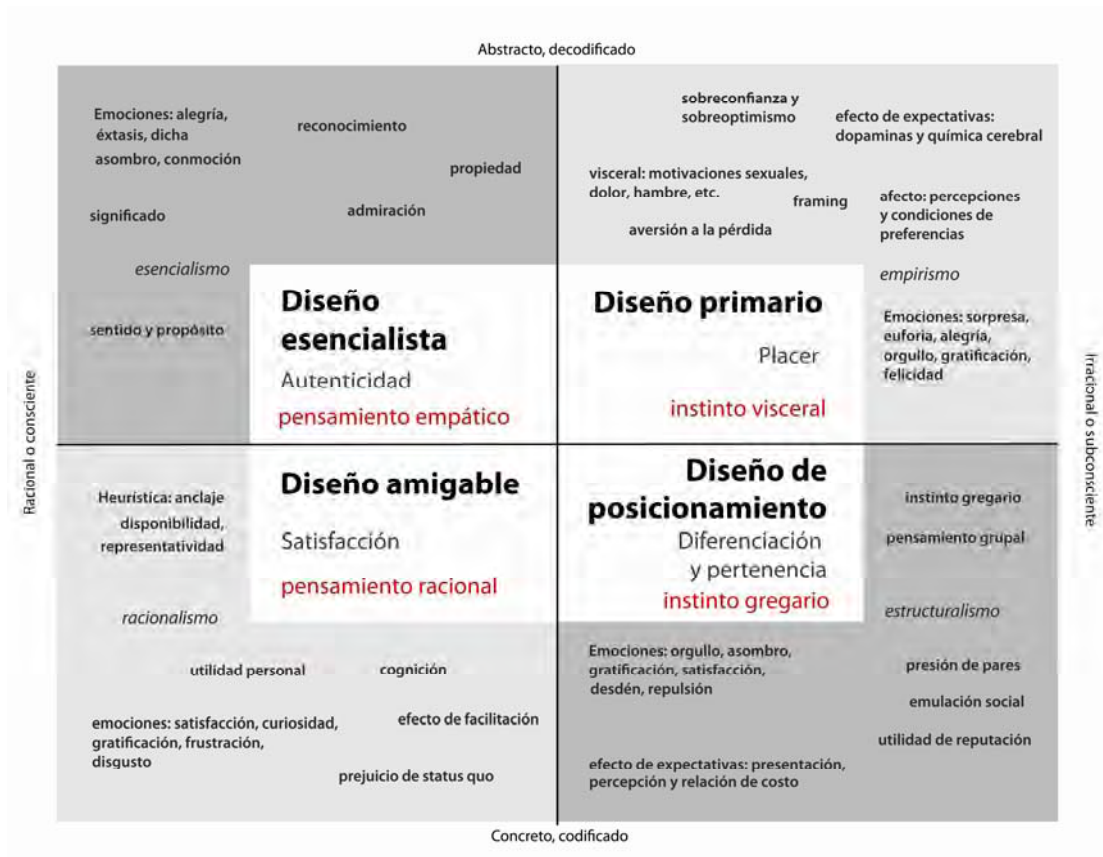 Abstracto, decodificado
Emociones: alegría,
éxtasis, dicha
asombro, conmoción
reconocimiento
propiedad
significado
admiración
esencialismo
sentido y propósito
Diseño
esencialista
Autenticidad
pensamiento empático
sobreconfianza y
sobreoptimismo
efecto de expectativas:
dopaminas y química cerebral
visceral: motivaciones sexuales,
dolor, hambre, etc.
framing
afecto: percepciones
y condiciones de
preferencias
aversión a la pérdida
empirismo
Diseño primario
Placer
instinto visceral
Emociones: sorpresa,
euforia, alegría,
orgullo, gratificación,
felicidad
Racional o consciente
Irracional o subconsciente
Heurística: anclaje
disponibilidad,
representatividad
Diseño amigable
Satisfacción
pensamiento racional
racionalismo
utilidad personal
cognición
emociones: satisfacción, curiosidad,
gratificación, frustración,
disgusto
efecto de facilitación
prejuicio de status quo
Diseño de
posicionamiento
Diferenciación
y pertenencia
instinto gregario
instinto gregario
pensamiento grupal
estructuralismo
Emociones: orgullo, asombro,
gratificación, satisfacción,
desdén, repulsión
presión de pares
emulación social
utilidad de reputación
efecto de expectativas: presentación,
percepción y relación de costo
Concreto, codificado